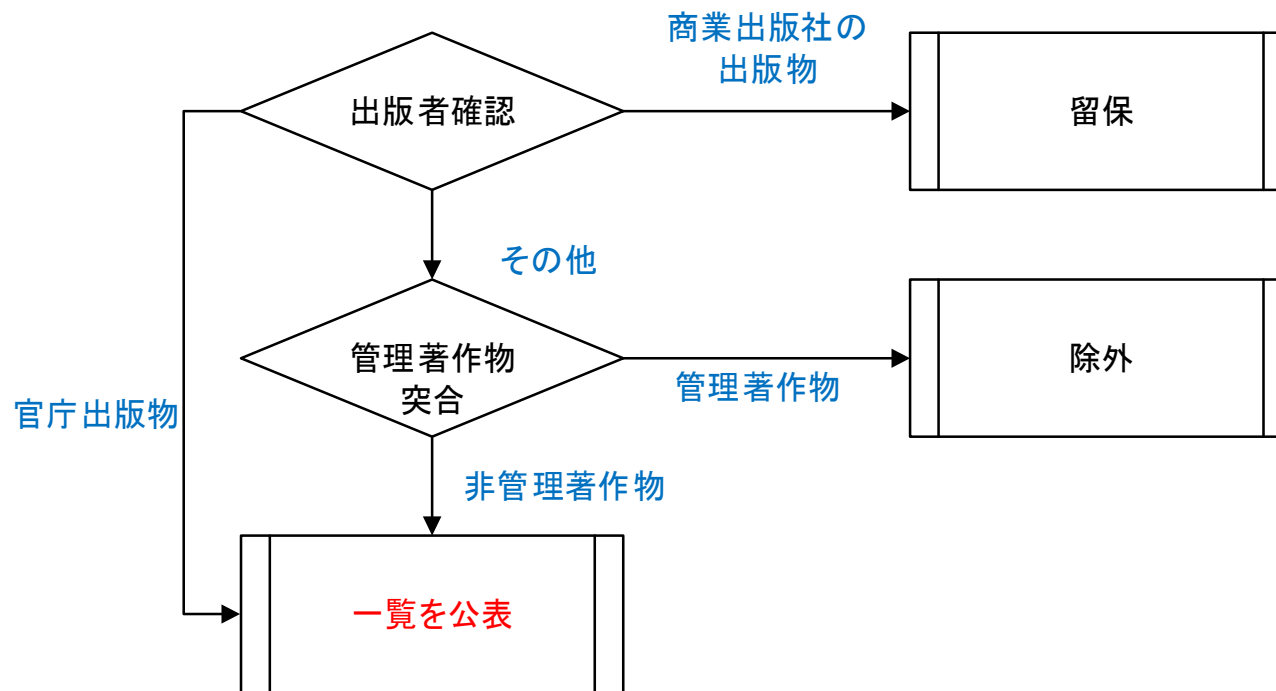 商業出版社の
出版物
出版者確認
留保
その他
管理著作物
突合
除外
管理著作物
官庁出版物
非管理著作物
一覧を公表